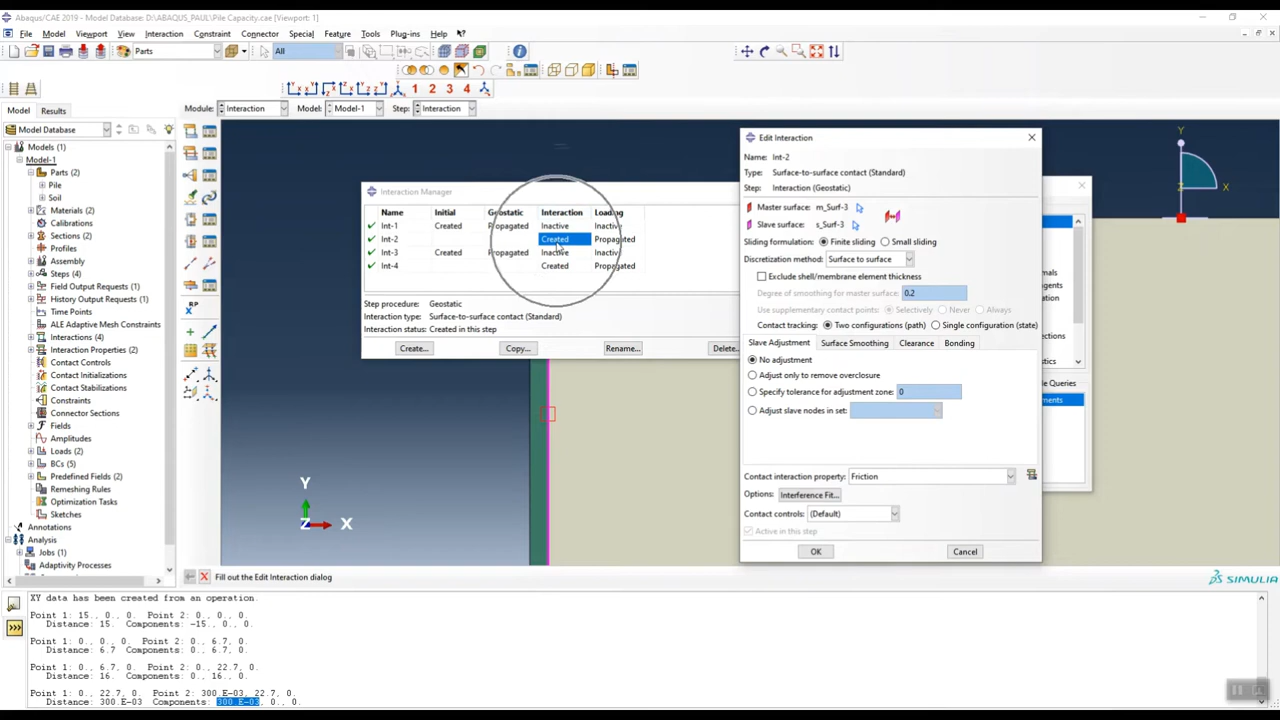 Abaqus/CAE 2019 - Model Database: D:\ABAQUS_PAUL\Pile Capacity.cae [Viewport: 1]
File Model Viewport View Interaction Constraint Connector Special Feature Tools Plug-ins Help
Parts All
1 2 3 4
Model Results Module: Interaction Model: Model-1 Step: Interaction
Model Database
Models (1)
Model-1
Parts (2)
Pile
Soil
Materials (2)
Calibrations
Sections (2)
Profiles
Assembly
Steps (4)
Field Output Requests (1)
History Output Requests (1)
Time Points
ALE Adaptive Mesh Constraints
Interactions (4)
Interaction Properties (2)
Contact Controls
Contact Initializations
Contact Stabilizations
Constraints
Connector Sections
Fields
Amplitudes
Loads (2)
BCs (5)
Predefined Fields (2)
Remeshing Rules
Optimization Tasks
Sketches
Annotations
Analysis
Jobs (1)
Adaptivity Processes
RP
Interaction Manager
Name Initial Geostatic Interaction Loading
Int-1 Created Propagated Inactive Inactive
Int-2 Created Propagated
Int-3 Created Propagated Inactive Inactive
Int-4 Created Propagated
Step procedure: Geostatic
Interaction type: Surface-to-surface contact (Standard)
Interaction status: Created in this step
Create... Copy... Rename... Delete...
Edit Interaction
Name: Int-2
Type: Surface-to-surface contact (Standard)
Step: Interaction (Geostatic)
Master surface: m_Surf-3
Slave surface: s_Surf-3
Sliding formulation: Finite sliding Small sliding
Discretization method: Surface to surface
Exclude shell/membrane element thickness
Degree of smoothing for master surface: 0.2
Use supplementary contact points: Selectively Never Always
Contact tracking: Two configurations (path) Single configuration (state)
Slave Adjustment Surface Smoothing Clearance Bonding
No adjustment
Adjust only to remove overclosure
Specify tolerance for adjustment zone: 0
Adjust slave nodes in set:
Contact interaction property: Friction
Options: Interference Fit...
Contact controls: (Default)
Active in this step
OK Cancel
Y
Z X
Y
Z X
Fill out the Edit Interaction dialog
SIMULIA
XY data has been created from an operation.
Point 1: 15., 0., 0. Point 2: 0., 0., 0.
Distance: 15. Components: -15., 0., 0.
Point 1: 0., 0., 0. Point 2: 0., 6.7, 0.
Distance: 6.7 Components: 0., 6.7, 0.
Point 1: 0., 6.7, 0. Point 2: 0., 22.7, 0.
Distance: 16. Components: 0., 16., 0.
Point 1: 0., 22.7, 0. Point 2: 300.E-03, 22.7, 0.
Distance: 300.E-03 Components: 300.E-03, 0., 0.